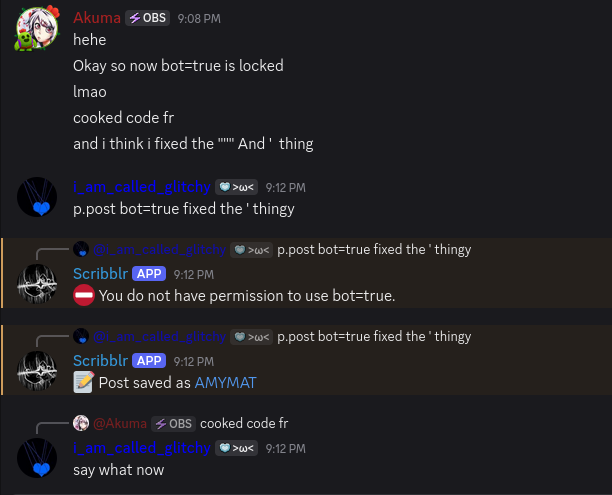 Akuma OBS 9:08 PM
hehe
Okay so now bot=true is locked
lmao
cooked code fr
and i think i fixed the """" And '  thing
i_am_called_glitchy >ω< 9:12 PM
p.post bot=true fixed the ' thingy
@i_am_called_glitchy >ω< p.post bot=true fixed the ' thingy
Scribblr APP 9:12 PM
You do not have permission to use bot=true.
@i_am_called_glitchy >ω< p.post bot=true fixed the ' thingy
Scribblr APP 9:12 PM
Post saved as AMYMAT
@Akuma OBS cooked code fr
i_am_called_glitchy >ω< 9:12 PM
say what now